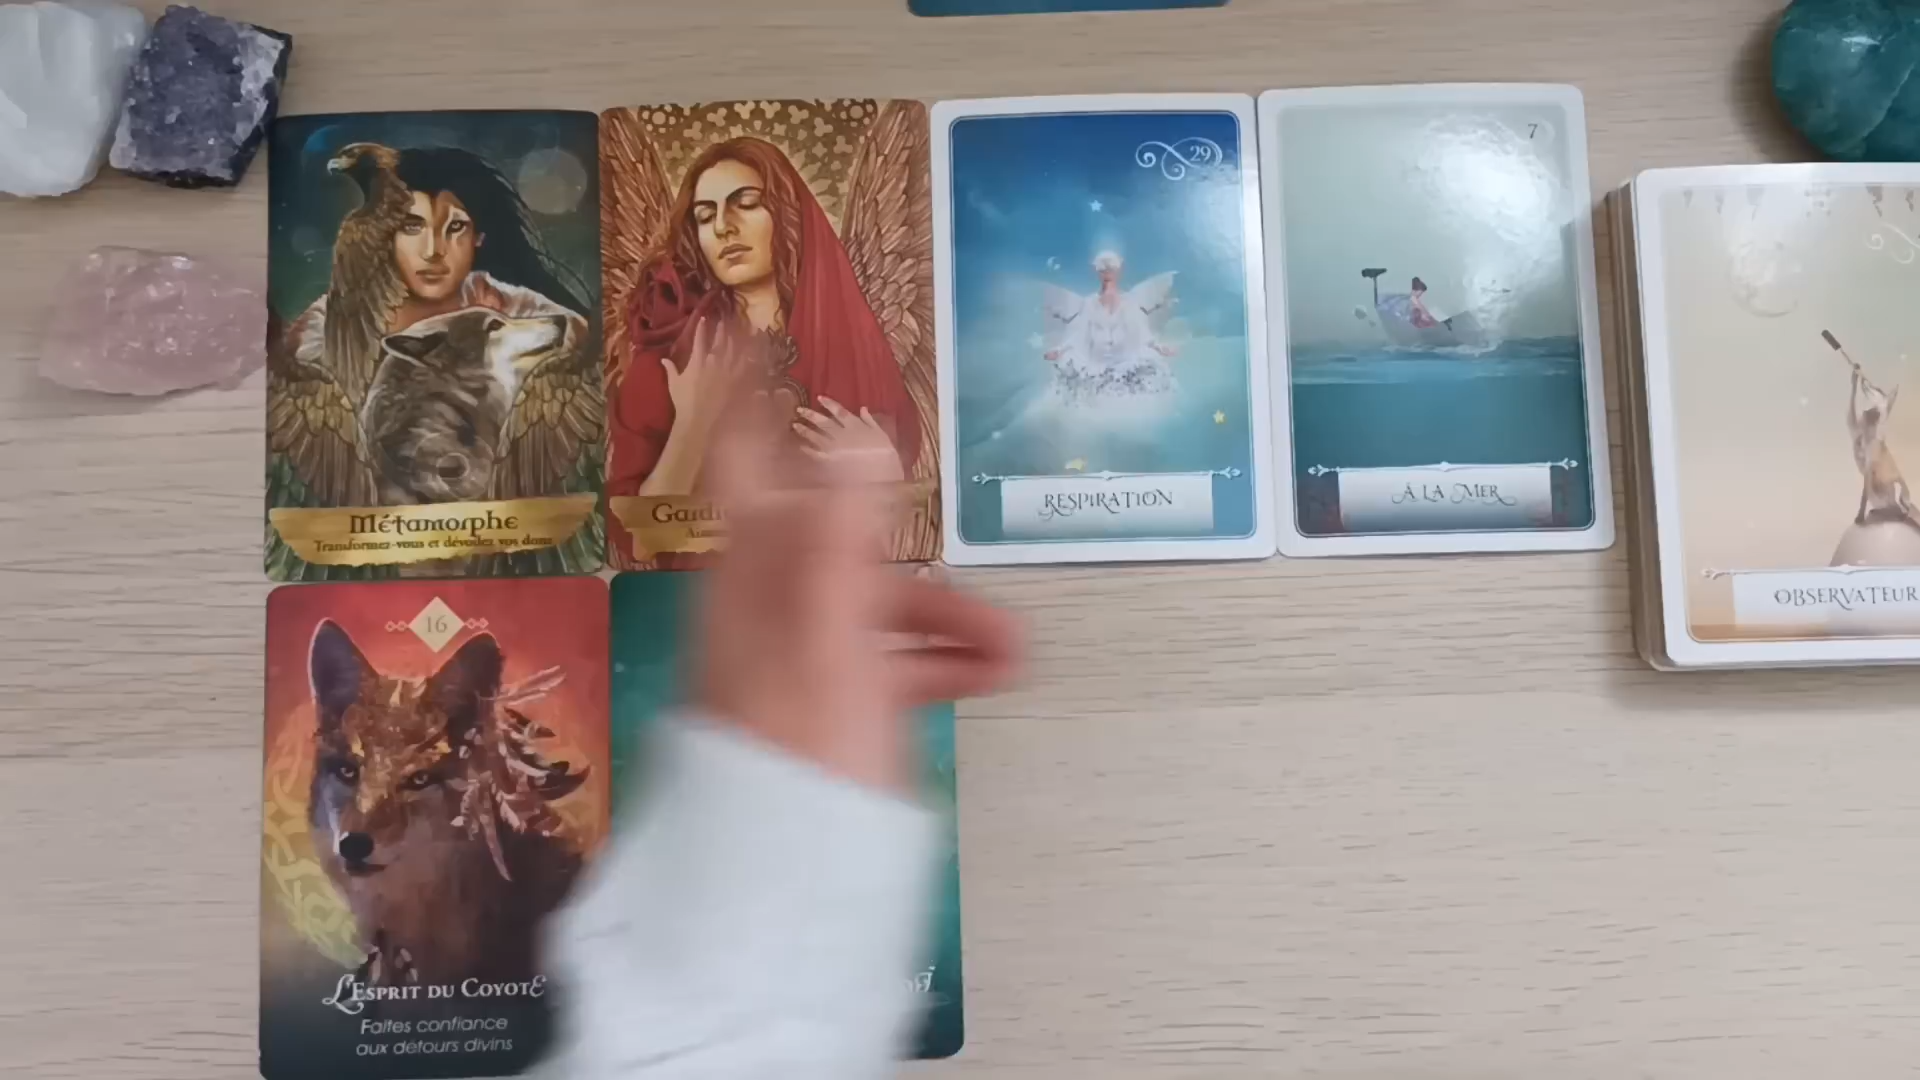 Métamorphe
Transformez-vous et dévoilez vos dons
29
RESPIRATION
7
À LA MER
OBSERVATEUR
16
L'ESPRIT DU COYOTE
Faites confiance
aux détours divins